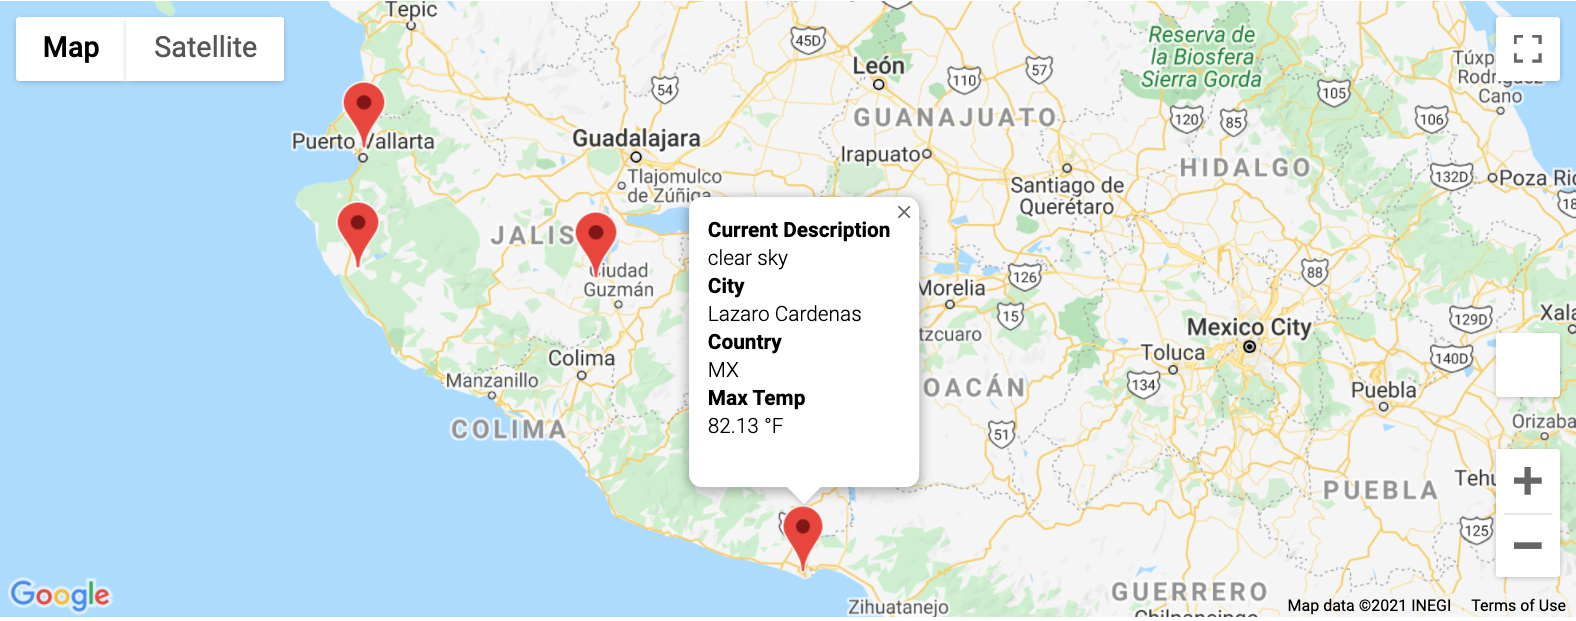 Map
Satellite
Tepic
45D
León
110
57
Reserva de
la Biosfera
Sierra Gorda
105
54
GUANAJUATO
120
85
106
Cano
Puerto Vallarta
Guadalajara
Irapuato
HIDALGO
Tlajomulco
de Zúñiga
Santiago de
Querétaro
132D
Poza Ric
18
JALIS
Ciudad
Guzmán
Current Description
clear sky
City
Lazaro Cardenas
Country
MX
Max Temp
82.13 °F
Morelia
126
88
15
tzcuaro
Mexico City
129D
Xala
Colima
Manzanillo
Toluca
134
140D
OACÁN
Puebla
COLIMA
51
Orizaba
PUEBLA
Tehu
125
Google
Zihuatanejo
GUERRERO
Chilpancingo
Map data ©2021 INEGI
Terms of Use